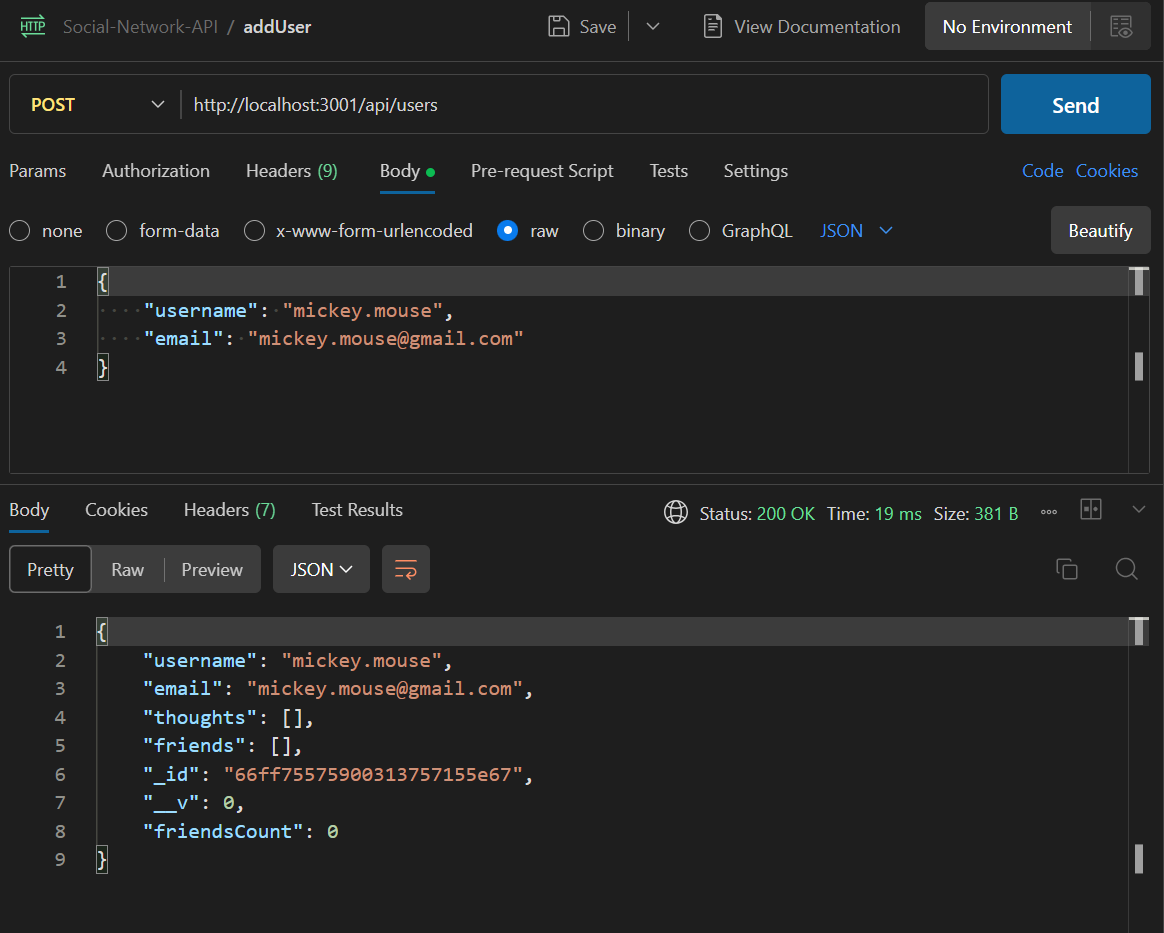 HTTP Social-Network-API / addUser Save View Documentation No Environment
POST http://localhost:3001/api/users Send
Params Authorization Headers (9) Body Pre-request Script Tests Settings Code Cookies
none form-data x-www-form-urlencoded raw binary GraphQL JSON Beautify
1 {
2 "username": "mickey.mouse",
3 "email": "mickey.mouse@gmail.com"
4 }
Body Cookies Headers (7) Test Results Status: 200 OK Time: 19 ms Size: 381 B
Pretty Raw Preview JSON
1 {
2 "username": "mickey.mouse",
3 "email": "mickey.mouse@gmail.com",
4 "thoughts": [],
5 "friends": [],
6 "_id": "66ff75575900313757155e67",
7 "__v": 0,
8 "friendsCount": 0
9 }